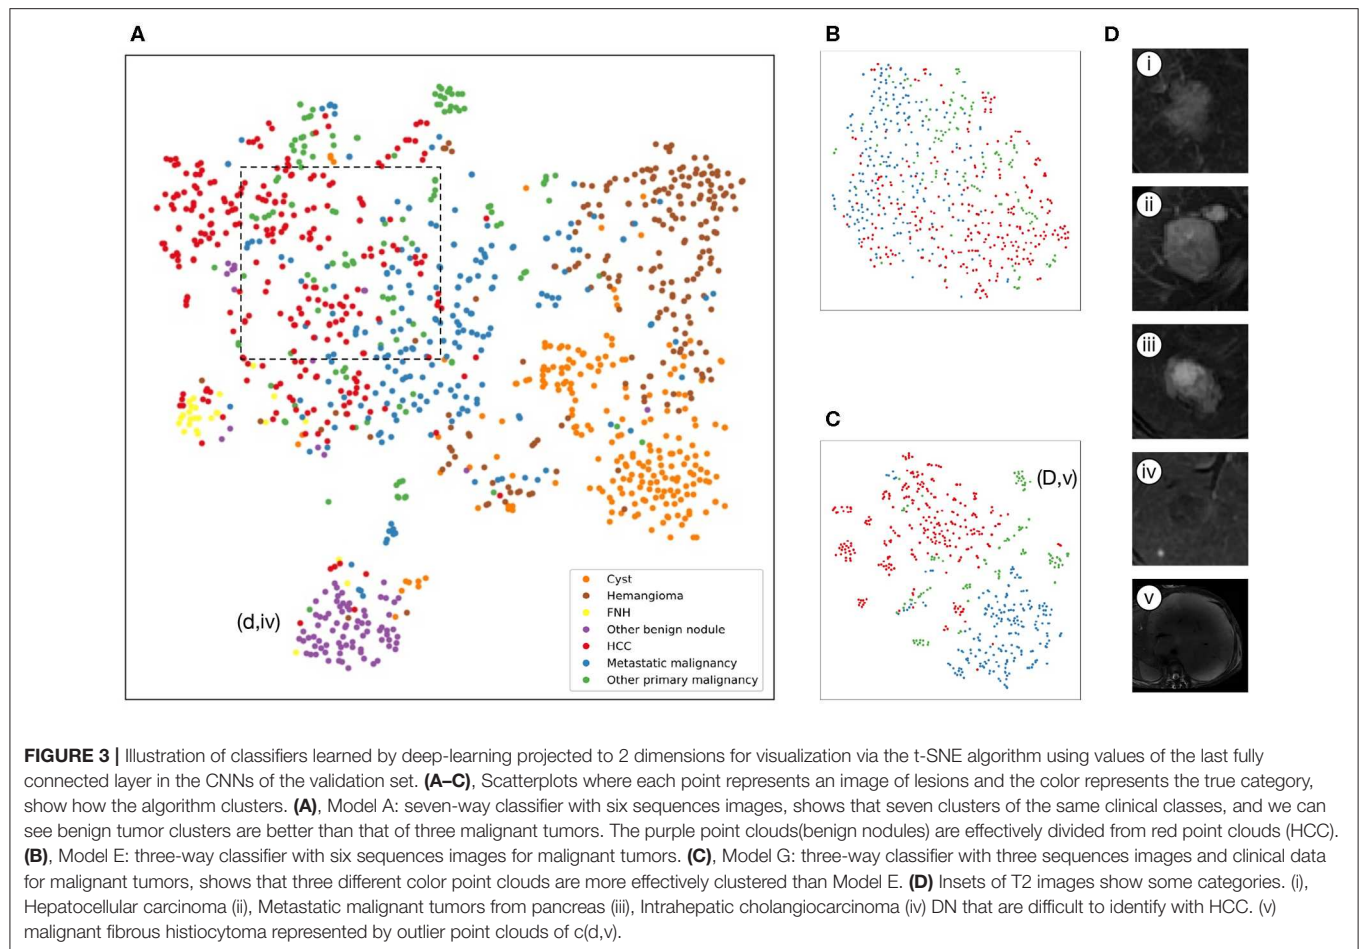 A
B
D
i
ii
iii
C
(D,v)
iv
v
(d,iv)
Cyst
Hemangioma
FNH
Other benign nodule
HCC
Metastatic malignancy
Other primary malignancy
FIGURE 3 | Illustration of classifiers learned by deep-learning projected to 2 dimensions for visualization via the t-SNE algorithm using values of the last fully
connected layer in the CNNs of the validation set. (A–C), Scatterplots where each point represents an image of lesions and the color represents the true category,
show how the algorithm clusters. (A), Model A: seven-way classifier with six sequences images, shows that seven clusters of the same clinical classes, and we can
see benign tumor clusters are better than that of three malignant tumors. The purple point clouds(benign nodules) are effectively divided from red point clouds (HCC).
(B), Model E: three-way classifier with six sequences images for malignant tumors. (C), Model G: three-way classifier with three sequences images and clinical data
for malignant tumors, shows that three different color point clouds are more effectively clustered than Model E. (D) Insets of T2 images show some categories. (i),
Hepatocellular carcinoma (ii), Metastatic malignant tumors from pancreas (iii), Intrahepatic cholangiocarcinoma (iv) DN that are difficult to identify with HCC. (v)
malignant fibrous histiocytoma represented by outlier point clouds of c(d,v).